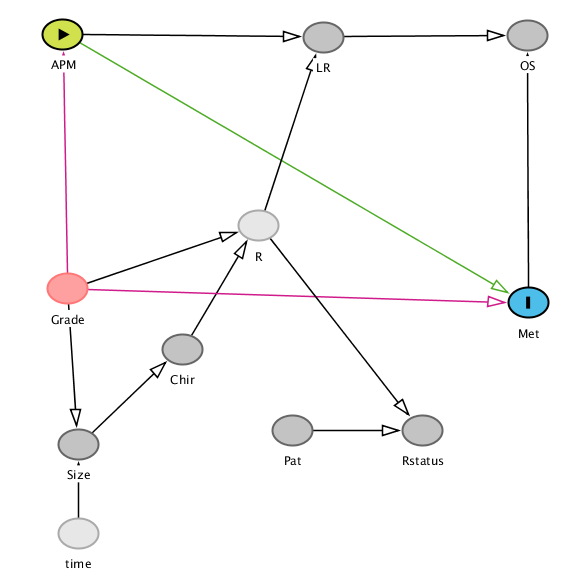 APM
LR
OS
R
Grade
Met
Chir
Size
Pat
Rstatus
time